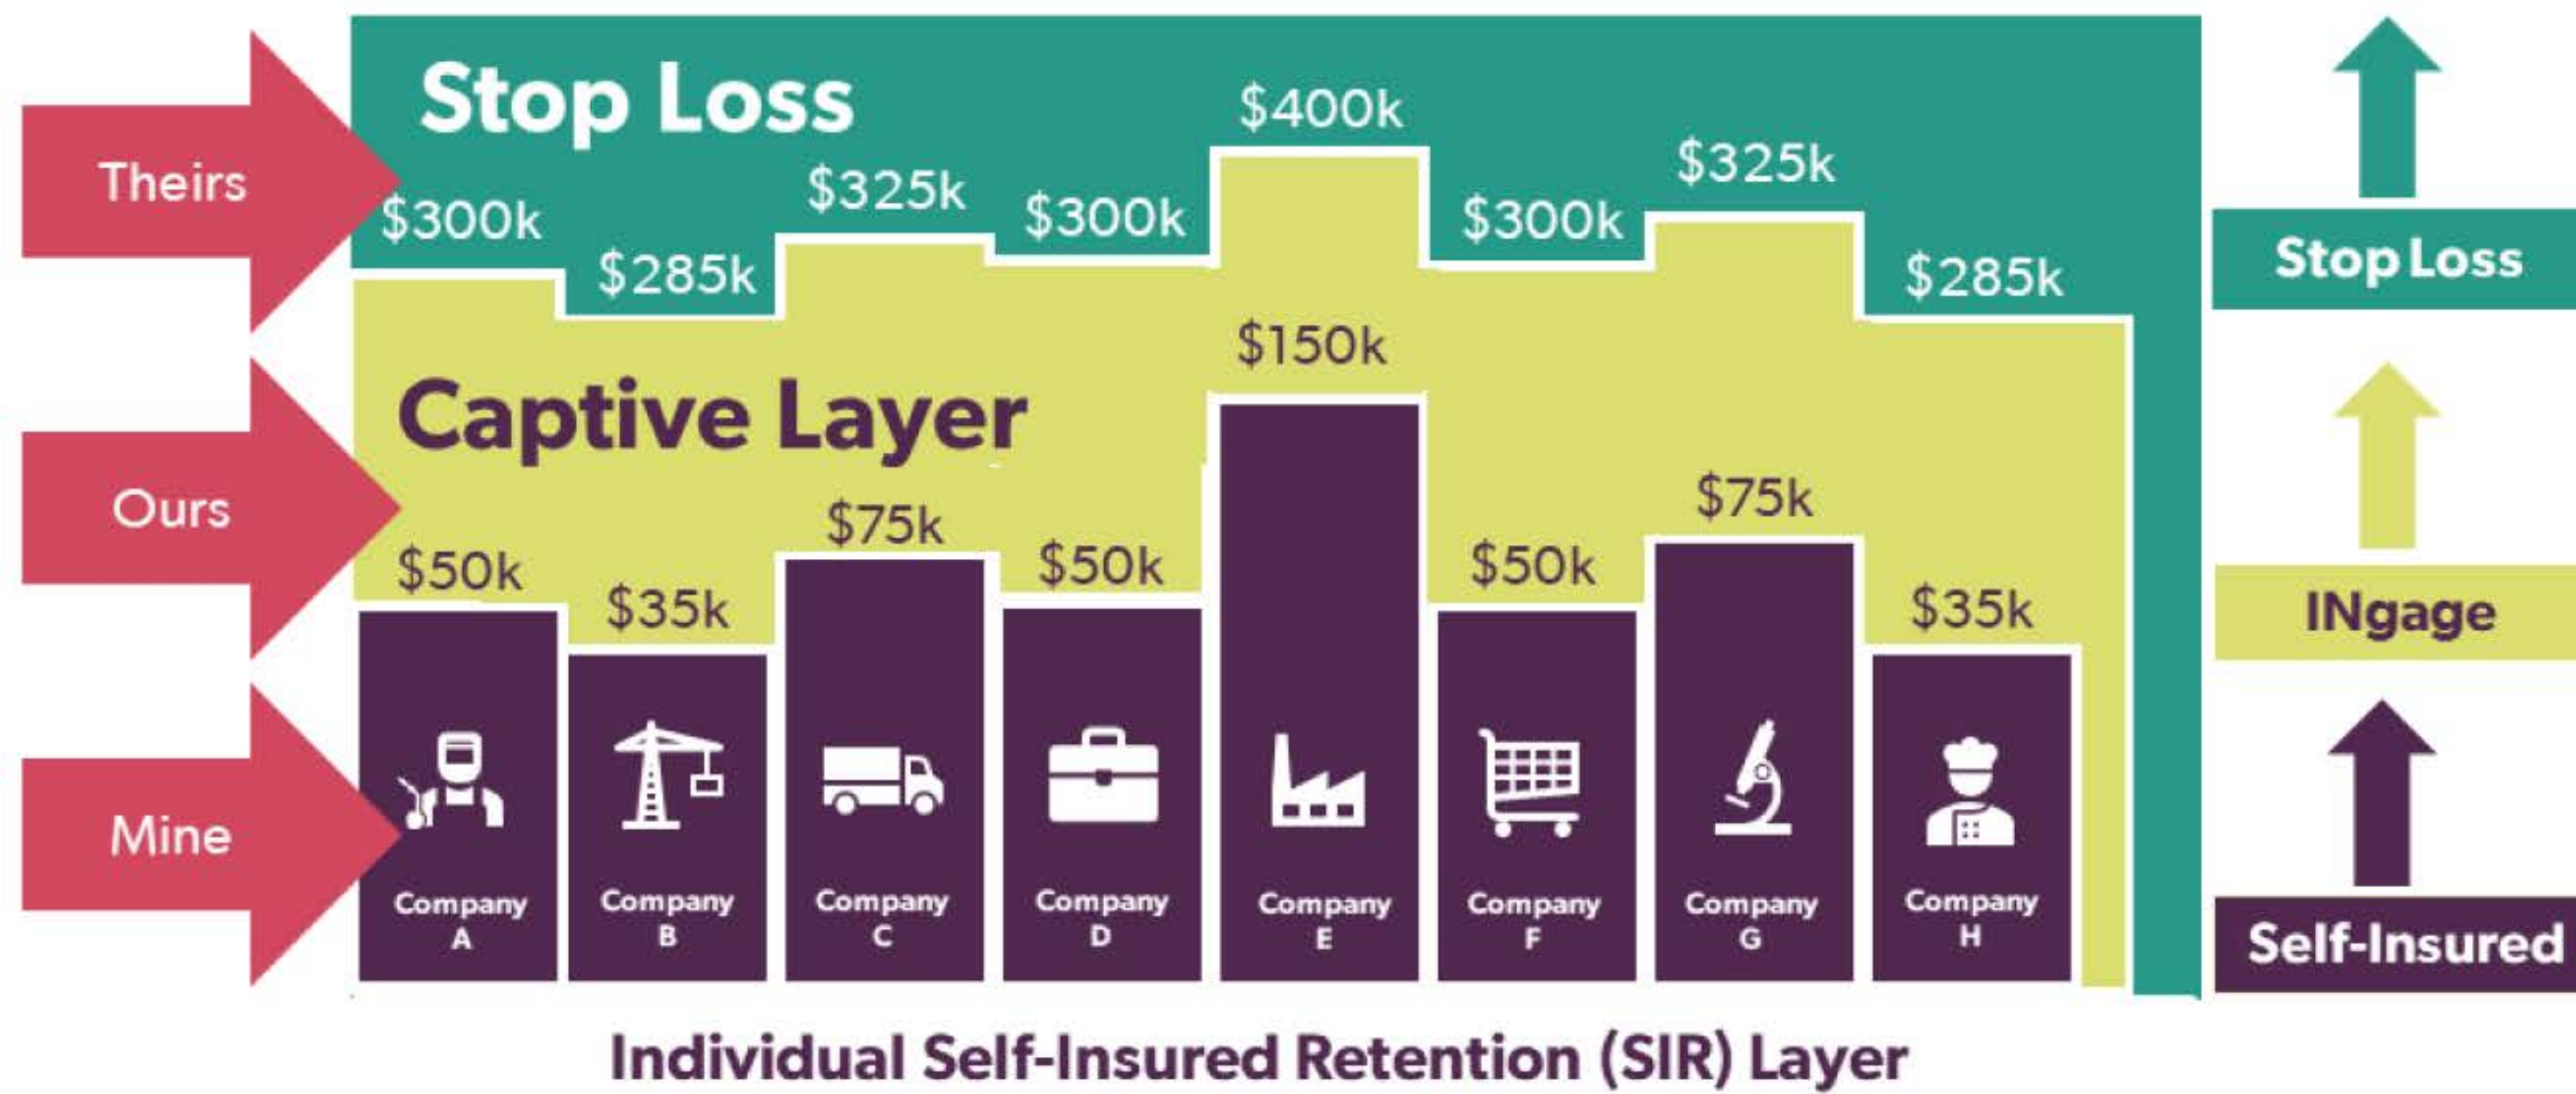 Stop Loss
$400k
Theirs
$300k
$285k
$325k
$300k
$300k
$325k
$285k
Stop Loss
$150k
Captive Layer
Ours
$50k
$35k
$75k
$50k
$50k
$75k
$35k
INgage
Mine
Company
A
Company
B
Company
C
Company
D
Company
E
Company
F
Company
G
Company
H
Self-Insured
Individual Self-Insured Retention (SIR) Layer